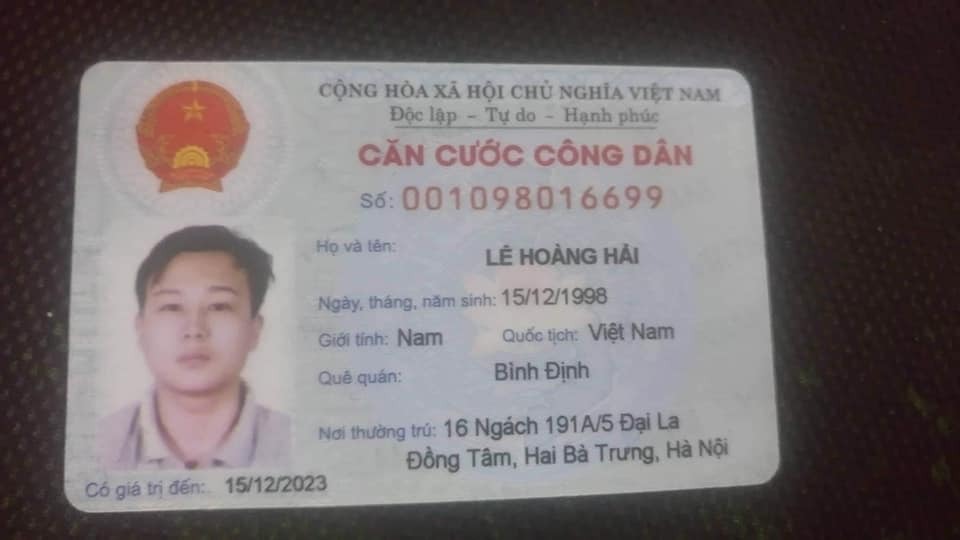 CỘNG HÒA XÃ HỘI CHỦ NGHĨA VIỆT NAM
Độc lập - Tự do - Hạnh phúc
CĂN CƯỚC CÔNG DÂN
Số: 001098016699
Họ và tên: LÊ HOÀNG HẢI
Ngày, tháng, năm sinh: 15/12/1998
Giới tính: Nam Quốc tịch: Việt Nam
Quê quán: Bình Định
Nơi thường trú: 16 Ngách 191A/5 Đại La
Đồng Tâm, Hai Bà Trưng, Hà Nội
Có giá trị đến: 15/12/2023